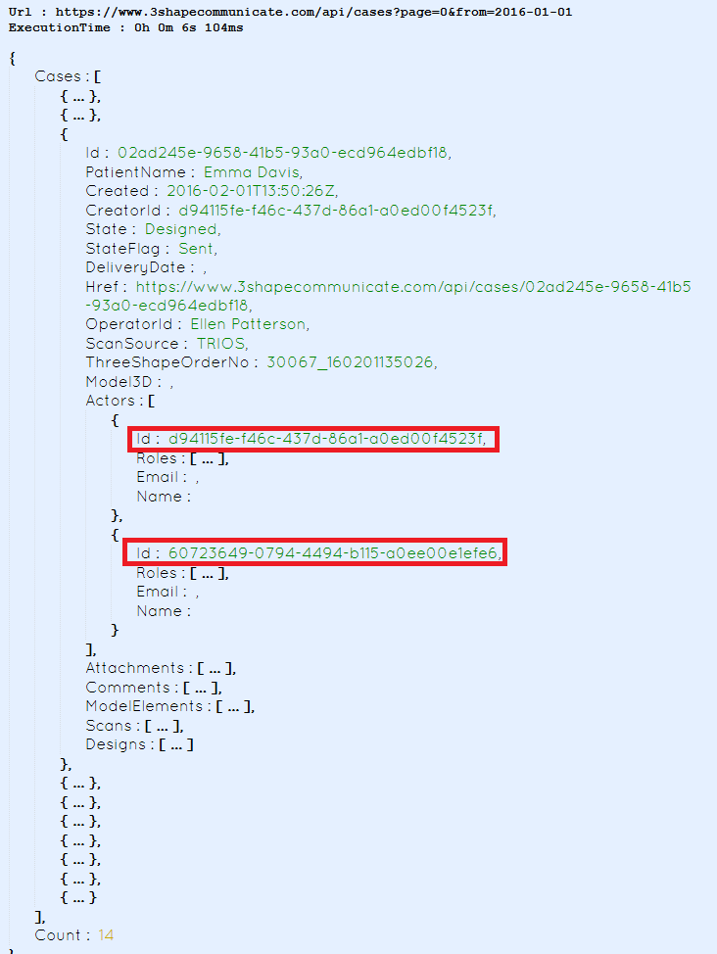 Url : https://www.3shapecommunicate.com/api/cases?page=0&from=2016-01-01
ExecutionTime : 0h 0m 6s 104ms
{
Cases : [
{ ... },
{ ... },
{
Id : 02ad245e-9658-41b5-93a0-ecd964edbf18,
PatientName : Emma Davis,
Created : 2016-02-01T13:50:26Z,
CreatorId : d94115fe-f46c-437d-86a1-a0ed00f4523f,
State : Designed,
StateFlag : Sent,
DeliveryDate : ,
Href : https://www.3shapecommunicate.com/api/cases/02ad245e-9658-41b5
-93a0-ecd964edbf18,
OperatorId : Ellen Patterson,
ScanSource : TRIOS,
ThreeShapeOrderNo : 30067_160201135026,
Model3D : ,
Actors : [
{
Id : d94115fe-f46c-437d-86a1-a0ed00f4523f,
Roles : [ ... ],
Email : ,
Name :
},
{
Id : 60723649-0794-4494-b115-a0ee00e1efe6,
Roles : [ ... ],
Email : ,
Name :
}
],
Attachments : [ ... ],
Comments : [ ... ],
ModelElements : [ ... ],
Scans : [ ... ],
Designs : [ ... ]
},
{ ... },
{ ... },
{ ... },
{ ... },
{ ... },
{ ... },
{ ... }
],
Count : 14